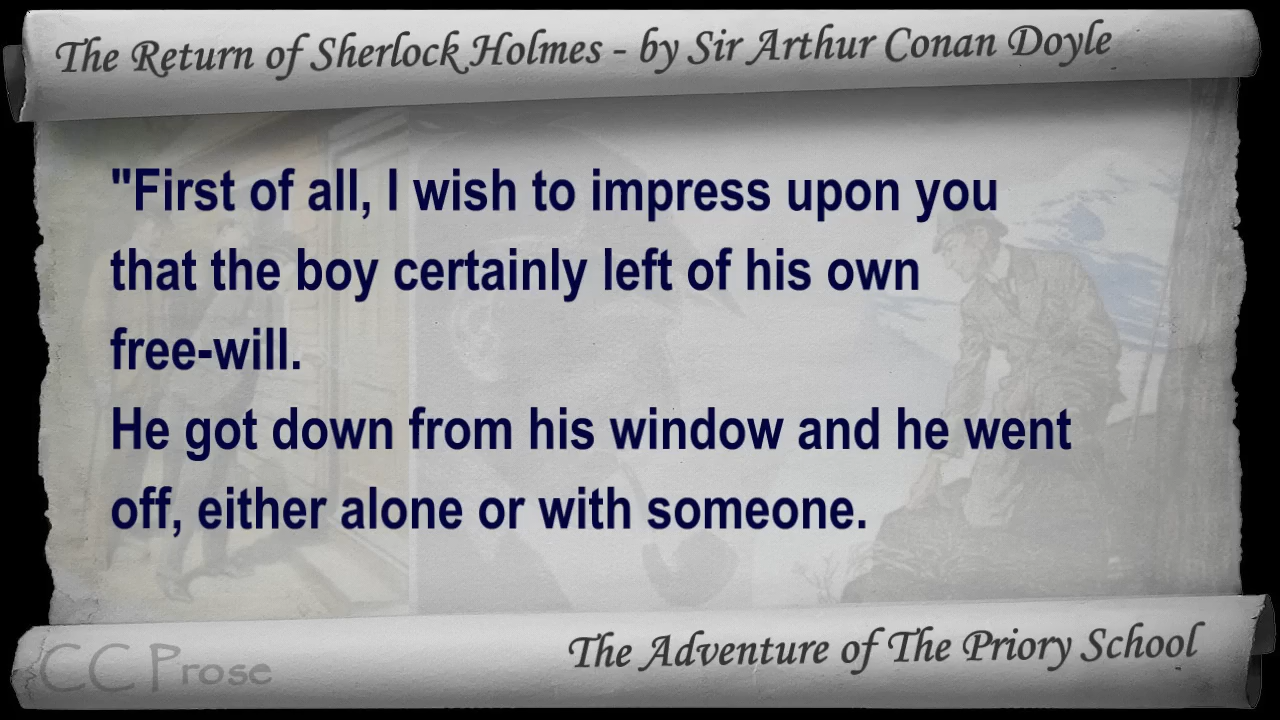 The Return of Sherlock Holmes - by Sir Arthur Conan Doyle
"First of all, I wish to impress upon you
that the boy certainly left of his own
free-will.
He got down from his window and he went
off, either alone or with someone.
CC Prose
The Adventure of The Priory School